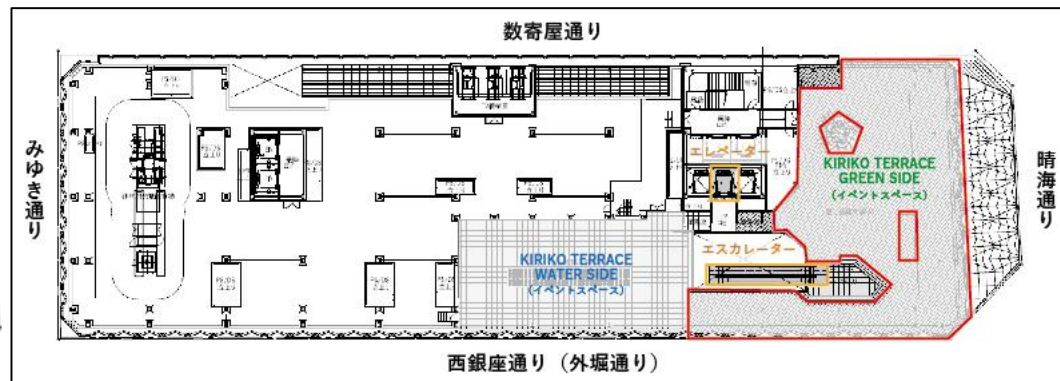 数寄屋通り
みゆき通り
晴海通り
エレベーター
KIRIKO TERRACE
GREEN SIDE
(イベントスペース)
エスカレーター
KIRIKO TERRACE
WATER SIDE
(イベントスペース)
西銀座通り（外堀通り）